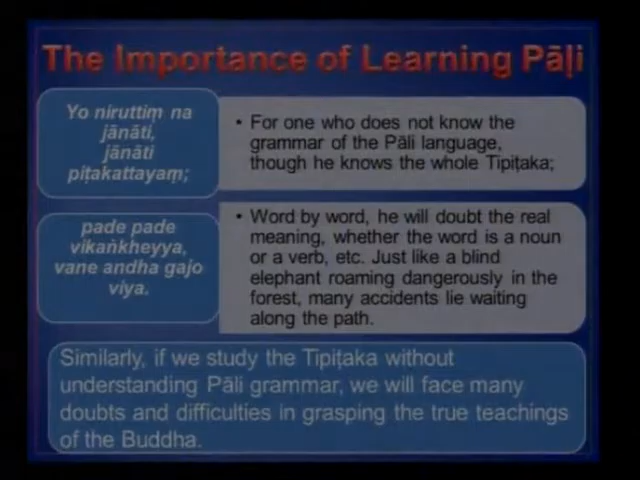 The Importance of Learning Pāḷi
Yo niruttiṃ na
jānāti,
jānāti
piṭakattayaṃ;
• For one who does not know the
grammar of the Pāli language,
though he knows the whole Tipiṭaka;
pade pade
vikaṅkheyya,
vane andha gajo
viya.
• Word by word, he will doubt the real
meaning, whether the word is a noun
or a verb, etc. Just like a blind
elephant roaming dangerously in the
forest, many accidents lie waiting
along the path.
Similarly, if we study the Tipiṭaka without
understanding Pāli grammar, we will face many
doubts and difficulties in grasping the true teachings
of the Buddha.